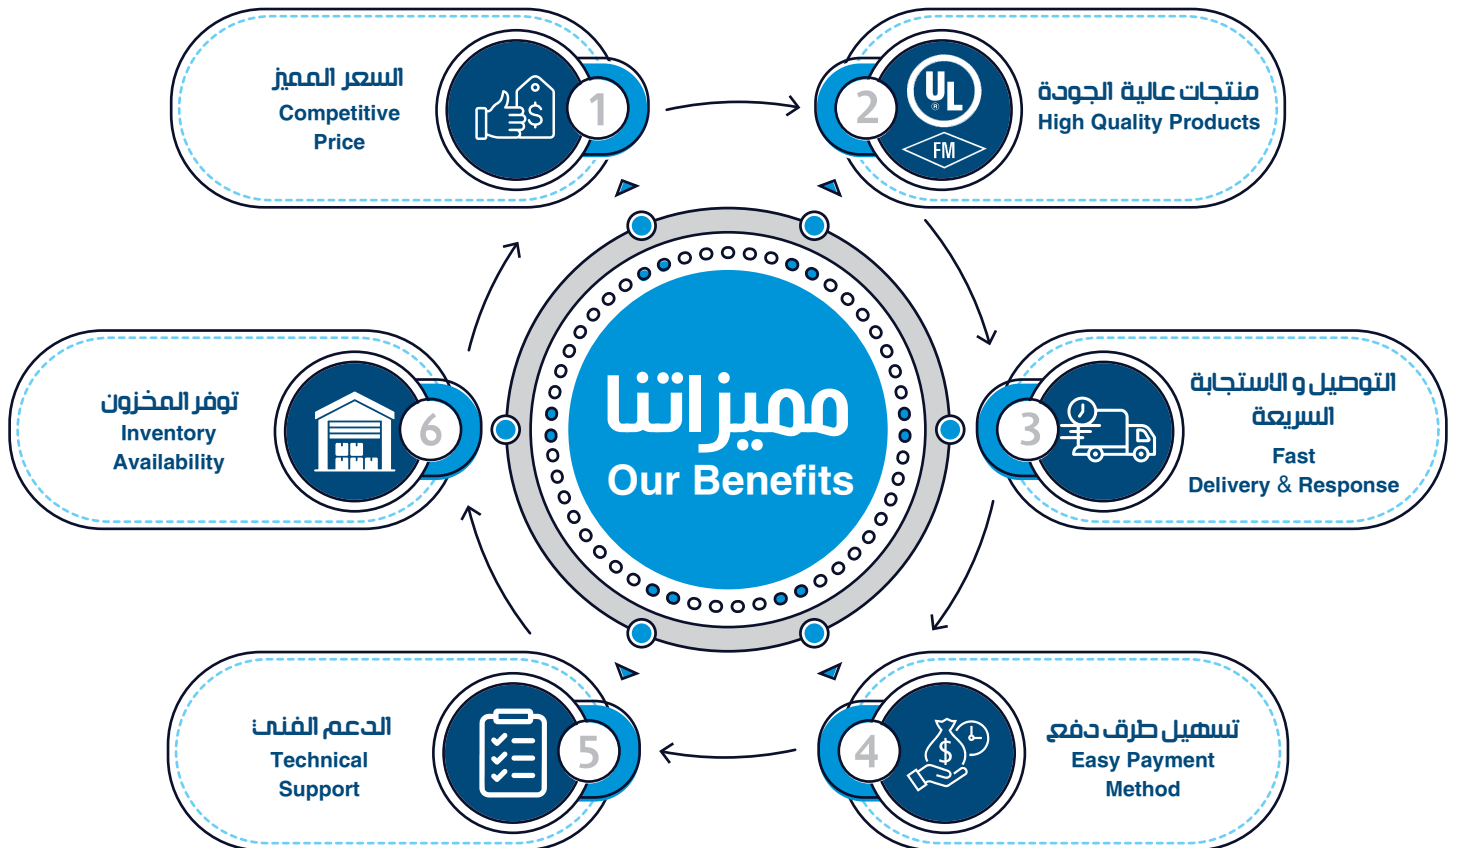 مميزاتنا
Our Benefits
1
السعر المميز
Competitive
Price
$
2
UL
®
FM
منتجات عالية الجودة
High Quality Products
3
التوصيل و الاستجابة
السريعة
Fast
Delivery & Response
4
$
تسهيل طرق دفع
Easy Payment
Method
5
الدعم الفني
Technical
Support
6
توفر المخزون
Inventory
Availability